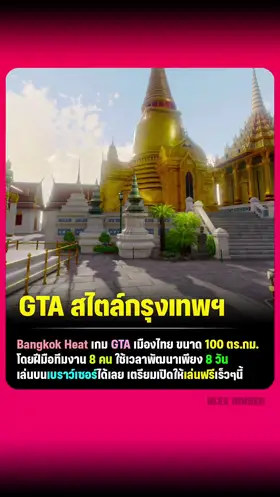 GTA สไตล์กรุงเทพฯ
Bangkok Heat เกม GTA เมืองไทย ขนาด 100 ตร.กม.
โดยฝีมือทีมงาน 8 คน ใช้เวลาพัฒนาเพียง 8 วัน
เล่นบนเบราว์เซอร์ได้เลย เตรียมเปิดให้เล่นฟรีเร็วๆนี้